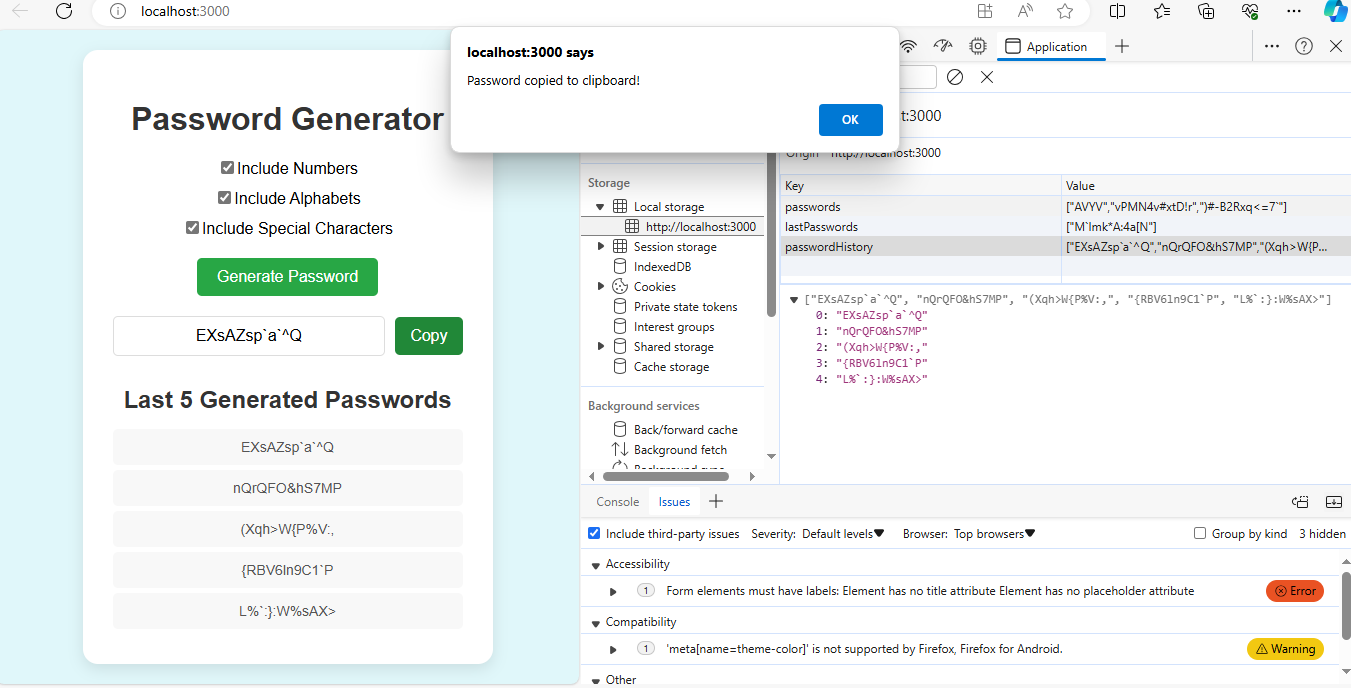 localhost:3000
localhost:3000 says
Password copied to clipboard!
OK
Application
Password Generator
Include Numbers
Include Alphabets
Include Special Characters
Generate Password
EXsAZsp`a`^Q
Copy
Last 5 Generated Passwords
EXsAZsp`a`^Q
nQrQFO&hS7MP
(Xqh>W{P%V:,
{RBV6ln9C1`P
L%`:}:W%sAX>
t:3000
Origin http://localhost:3000
Storage
Local storage
http://localhost:3000
Session storage
IndexedDB
Cookies
Private state tokens
Interest groups
Shared storage
Cache storage
Background services
Back/forward cache
Background fetch
Background sync
Key Value
passwords ["AVYV","vPMN4v#xtD!r",")#-B2Rxq<=7`"]
lastPasswords ["M`lmk*A:4a[N"]
passwordHistory ["EXsAZsp`a`^Q","nQrQFO&hS7MP","(Xqh>W{P...
["EXsAZsp`a`^Q", "nQrQFO&hS7MP", "(Xqh>W{P%V:,", "{RBV6ln9C1`P", "L%`:}:W%sAX>"]
0: "EXsAZsp`a`^Q"
1: "nQrQFO&hS7MP"
2: "(Xqh>W{P%V:,"
3: "{RBV6ln9C1`P"
4: "L%`:}:W%sAX>"
Console Issues
Include third-party issues Severity: Default levels Browser: Top browsers Group by kind 3 hidden
Accessibility
1 Form elements must have labels: Element has no title attribute Element has no placeholder attribute Error
Compatibility
1 'meta[name=theme-color]' is not supported by Firefox, Firefox for Android. Warning
Other